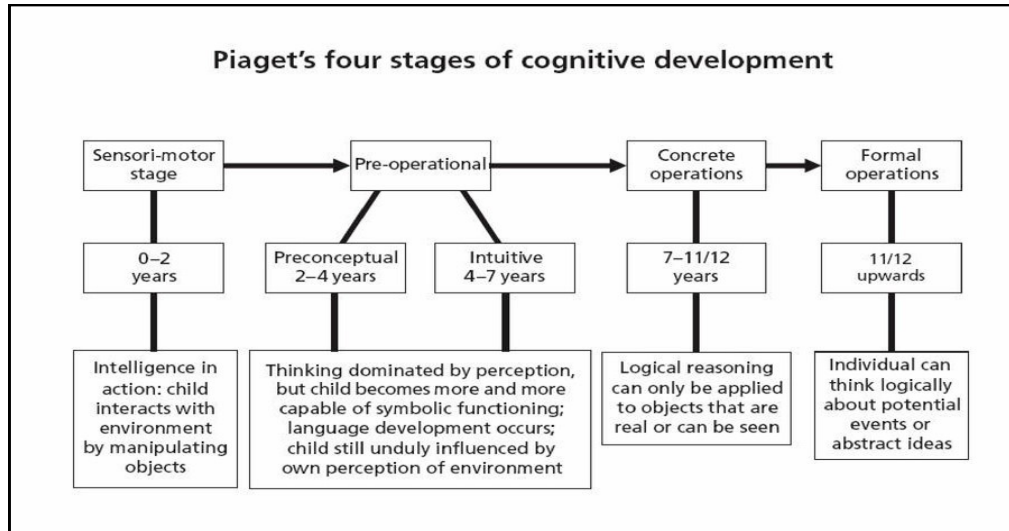 Piaget's four stages of cognitive development
Sensori-motor
stage
Pre-operational
Concrete
operations
Formal
operations
0–2
years
Preconceptual
2–4 years
Intuitive
4–7 years
7–11/12
years
11/12
upwards
Intelligence in
action: child
interacts with
environment
by manipulating
objects
Thinking dominated by perception,
but child becomes more and more
capable of symbolic functioning;
language development occurs;
child still unduly influenced by
own perception of environment
Logical reasoning
can only be applied
to objects that are
real or can be seen
Individual can
think logically
about potential
events or
abstract ideas